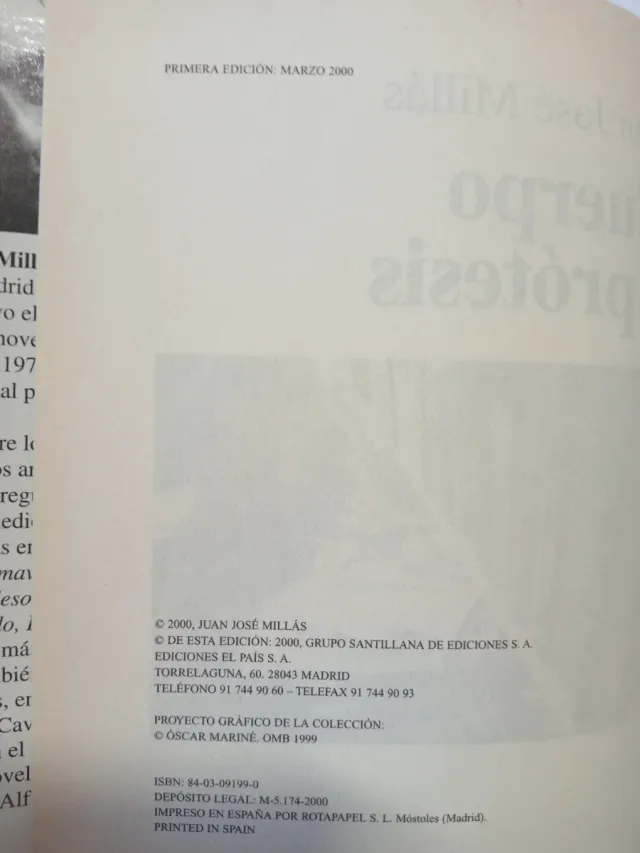 PRIMERA EDICIÓN: MARZO 2000
José Millás
prótesis
© 2000, JUAN JOSÉ MILLÁS
© DE ESTA EDICIÓN: 2000, GRUPO SANTILLANA DE EDICIONES S. A.
EDICIONES EL PAÍS S. A.
TORRELAGUNA, 60. 28043 MADRID
TELÉFONO 91 744 90 60 – TELEFAX 91 744 90 93
PROYECTO GRÁFICO DE LA COLECCIÓN:
© ÓSCAR MARINÉ. OMB 1999
ISBN: 84-03-09199-0
DEPÓSITO LEGAL: M-5.174-2000
IMPRESO EN ESPAÑA POR ROTAPAPEL S. L. Móstoles (Madrid).
PRINTED IN SPAIN